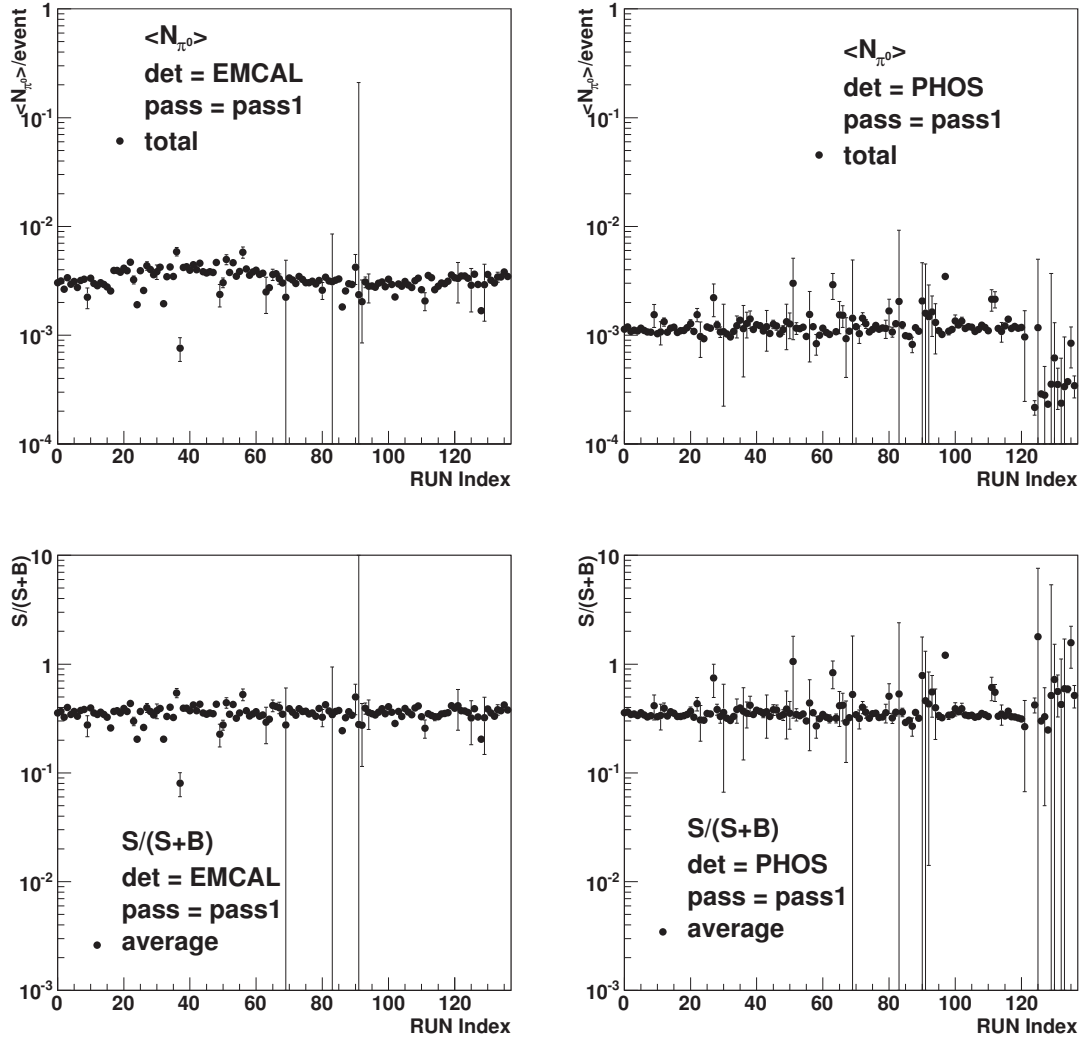 <N_π⁰>/event
1
10⁻¹
10⁻²
10⁻³
10⁻⁴
<N_π⁰>
det = EMCAL
pass = pass1
total
0 20 40 60 80 100 120
RUN Index
<N_π⁰>/event
1
10⁻¹
10⁻²
10⁻³
10⁻⁴
<N_π⁰>
det = PHOS
pass = pass1
total
0 20 40 60 80 100 120
RUN Index
S/(S+B)
10
1
10⁻¹
10⁻²
10⁻³
S/(S+B)
det = EMCAL
pass = pass1
average
0 20 40 60 80 100 120
RUN Index
S/(S+B)
10
1
10⁻¹
10⁻²
10⁻³
S/(S+B)
det = PHOS
pass = pass1
average
0 20 40 60 80 100 120
RUN Index